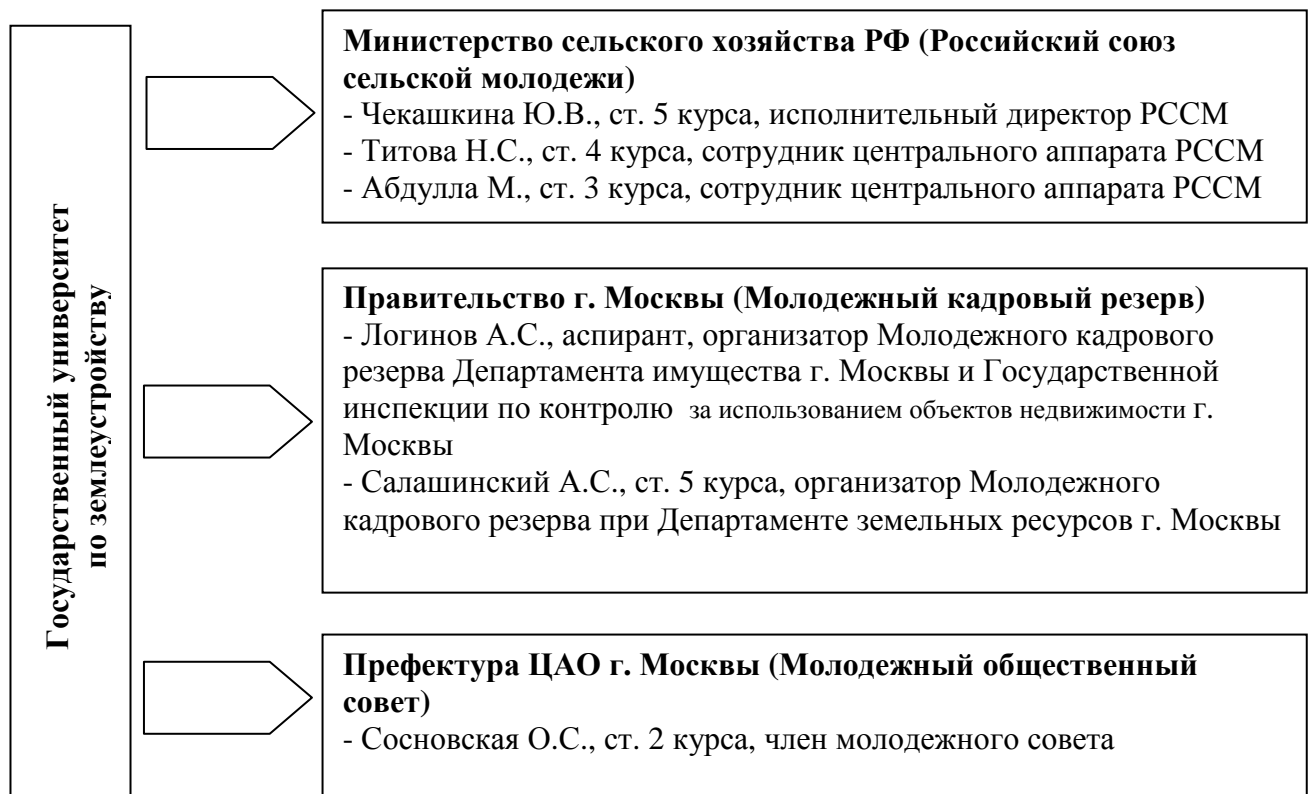 Государственный университет
по землеустройству
Министерство сельского хозяйства РФ (Российский союз
сельской молодежи)
- Чекашкина Ю.В., ст. 5 курса, исполнительный директор РССМ
- Титова Н.С., ст. 4 курса, сотрудник центрального аппарата РССМ
- Абдулла М., ст. 3 курса, сотрудник центрального аппарата РССМ
Правительство г. Москвы (Молодежный кадровый резерв)
- Логинов А.С., аспирант, организатор Молодежного кадрового
резерва Департамента имущества г. Москвы и Государственной
инспекции по контролю за использованием объектов недвижимости г.
Москвы
- Салашинский А.С., ст. 5 курса, организатор Молодежного
кадрового резерва при Департаменте земельных ресурсов г. Москвы
Префектура ЦАО г. Москвы (Молодежный общественный
совет)
- Сосновская О.С., ст. 2 курса, член молодежного совета